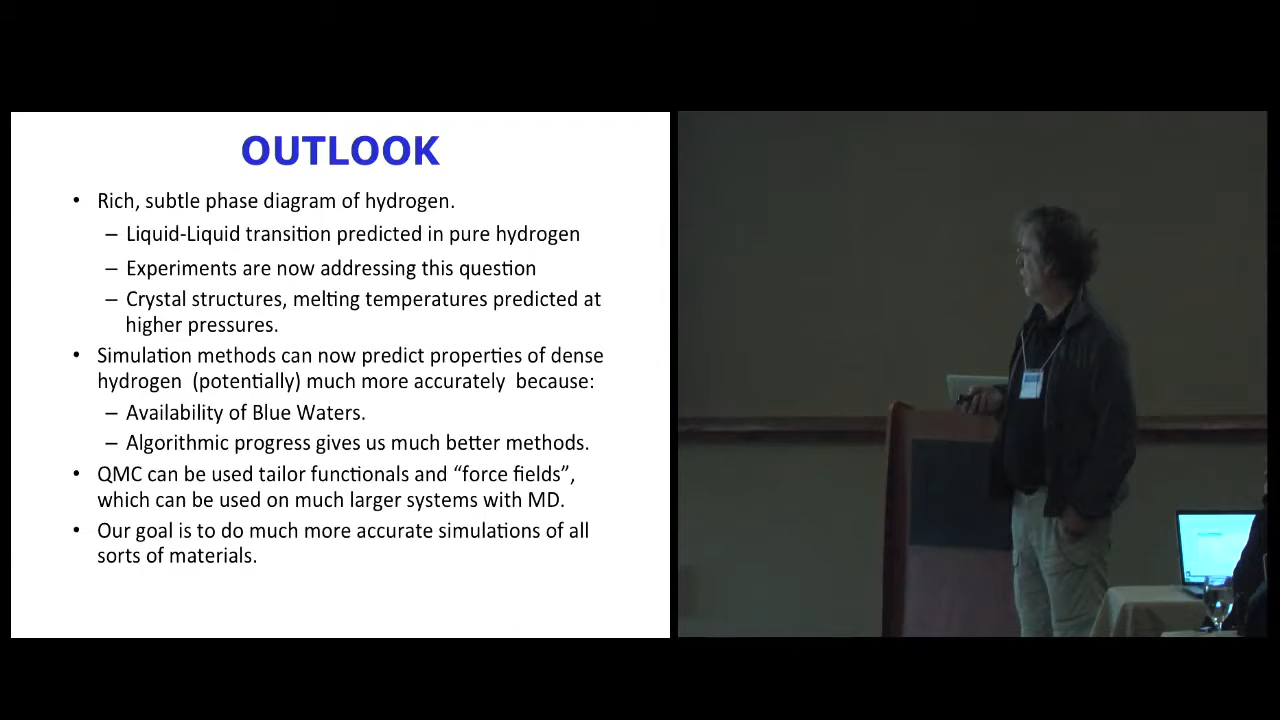 OUTLOOK
• Rich, subtle phase diagram of hydrogen.
– Liquid-Liquid transition predicted in pure hydrogen
– Experiments are now addressing this question
– Crystal structures, melting temperatures predicted at
higher pressures.
• Simulation methods can now predict properties of dense
hydrogen (potentially) much more accurately because:
– Availability of Blue Waters.
– Algorithmic progress gives us much better methods.
• QMC can be used tailor functionals and “force fields”,
which can be used on much larger systems with MD.
• Our goal is to do much more accurate simulations of all
sorts of materials.